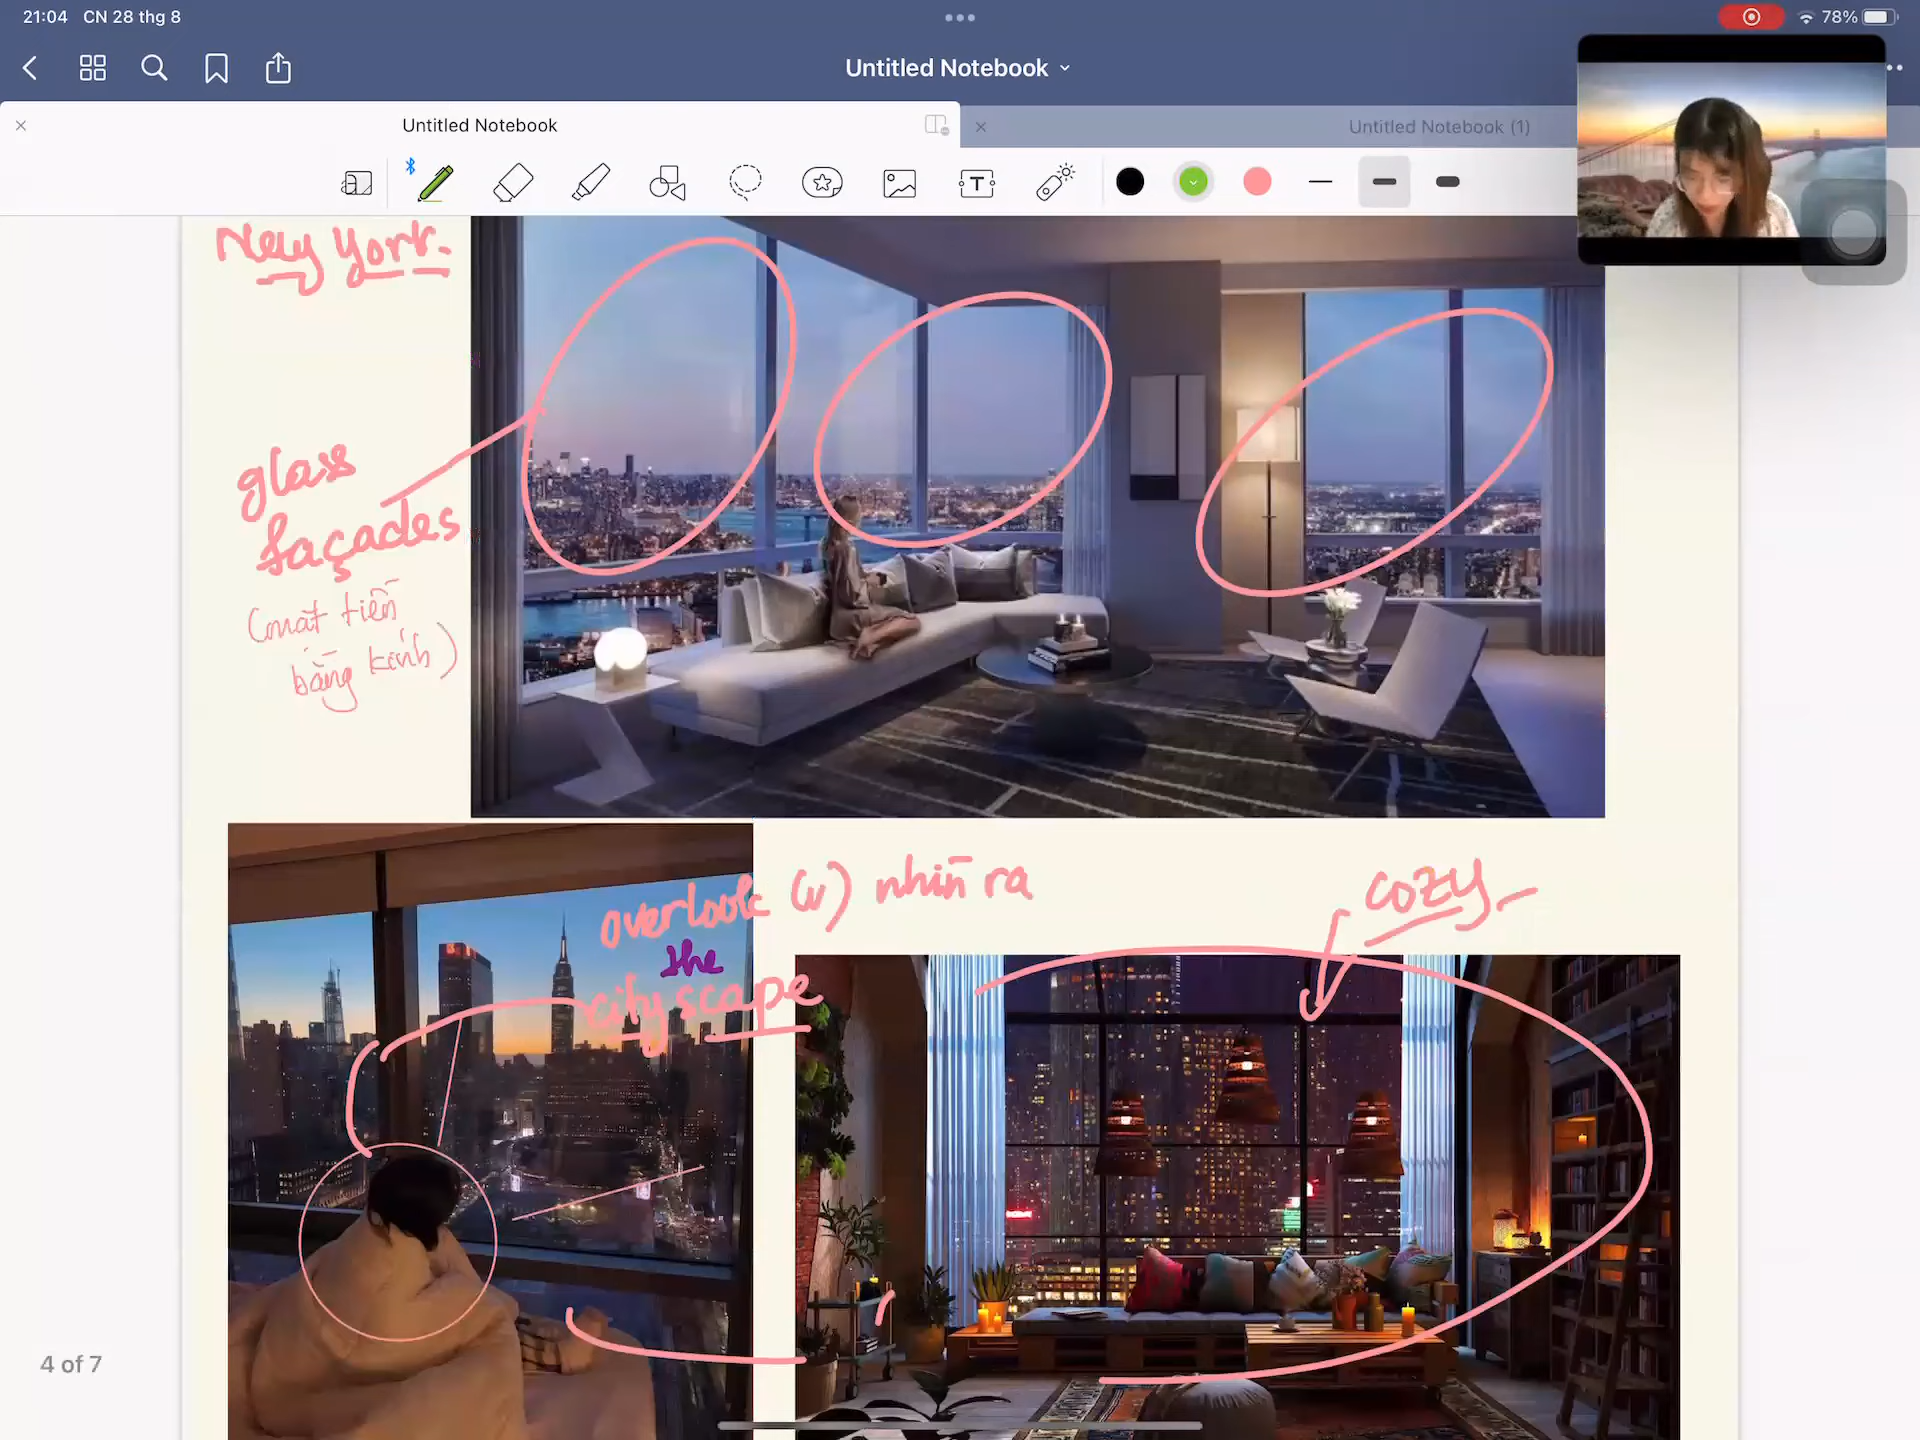 21:04 CN 28 thg 8
78%
Untitled Notebook
Untitled Notebook
Untitled Notebook (1)
New York.
glass
façades
(mặt tiền
bằng kính)
overlook (v) nhìn ra
the
cityscape
cozy
4 of 7